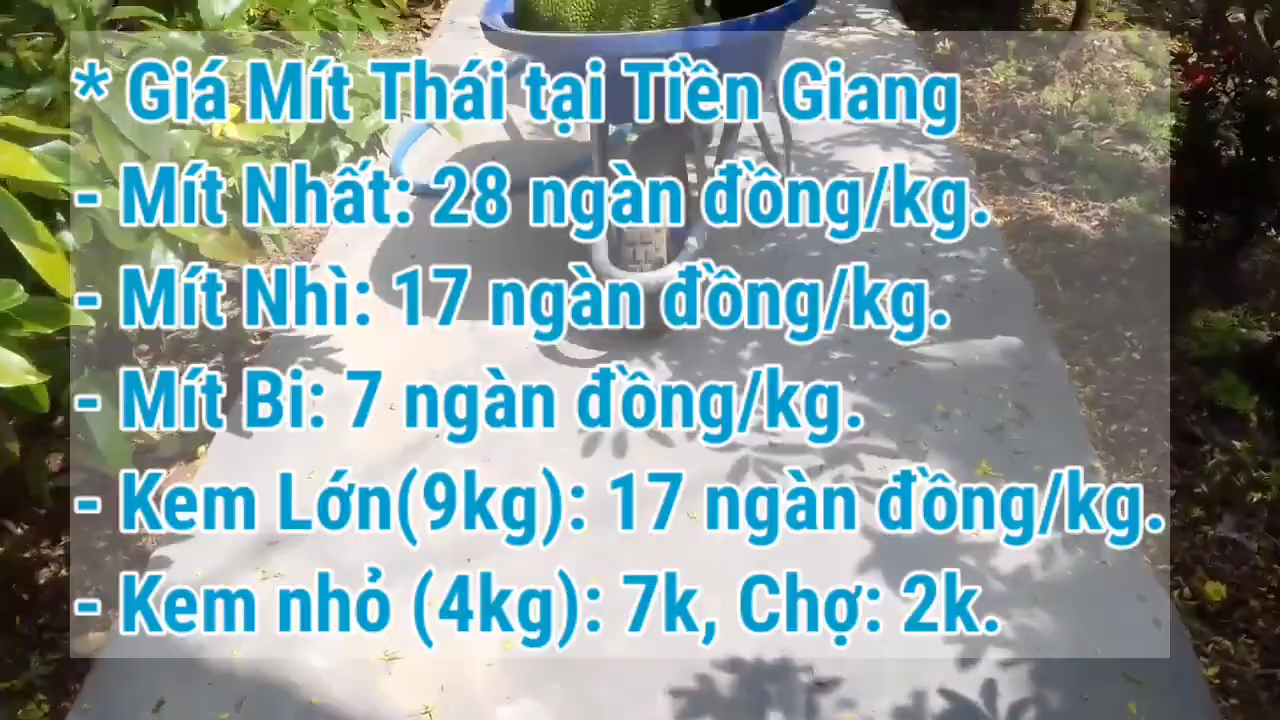 * Giá Mít Thái tại Tiền Giang
- Mít Nhất: 28 ngàn đồng/kg.
- Mít Nhì: 17 ngàn đồng/kg.
- Mít Bi: 7 ngàn đồng/kg.
- Kem Lớn(9kg): 17 ngàn đồng/kg.
- Kem nhỏ (4kg): 7k, Chợ: 2k.